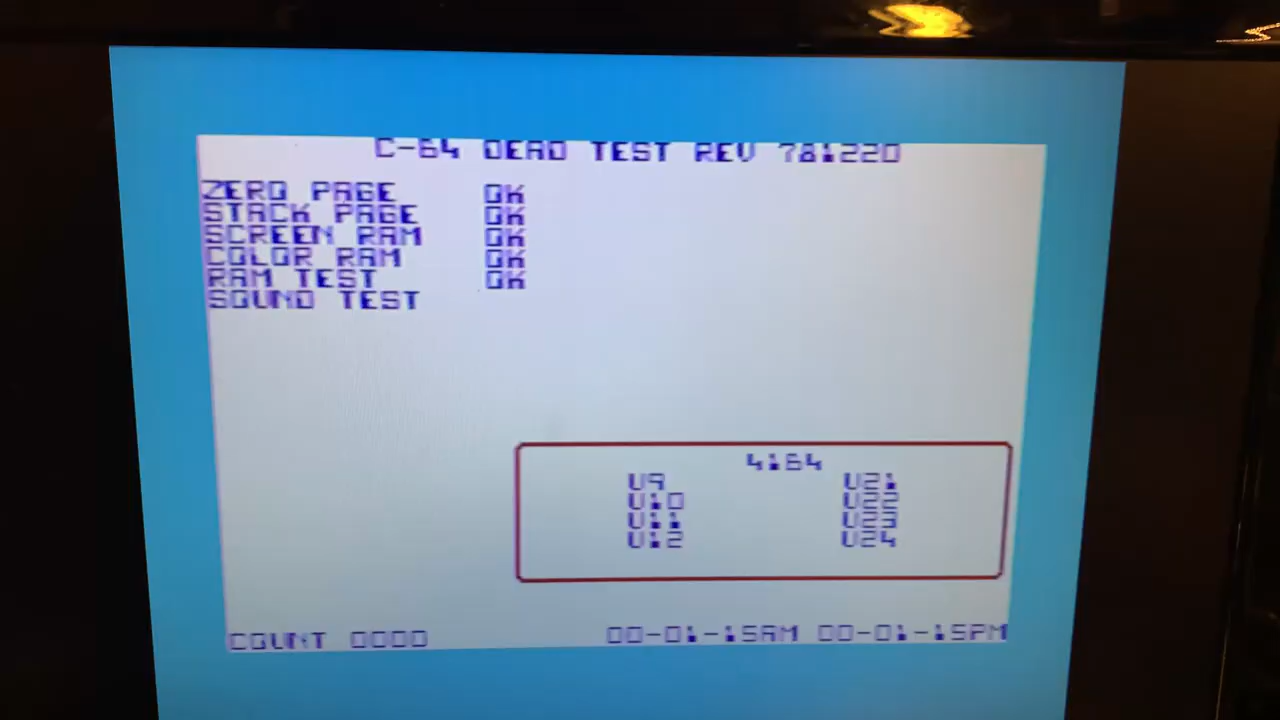 C-64 DEAD TEST REV 781220
ZERO PAGE OK
STACK PAGE OK
SCREEN RAM OK
COLOR RAM OK
RAM TEST OK
SOUND TEST
4164
U9 U21
U10 U22
U11 U23
U12 U24
COUNT 0000 00-01-15AM 00-01-15PM